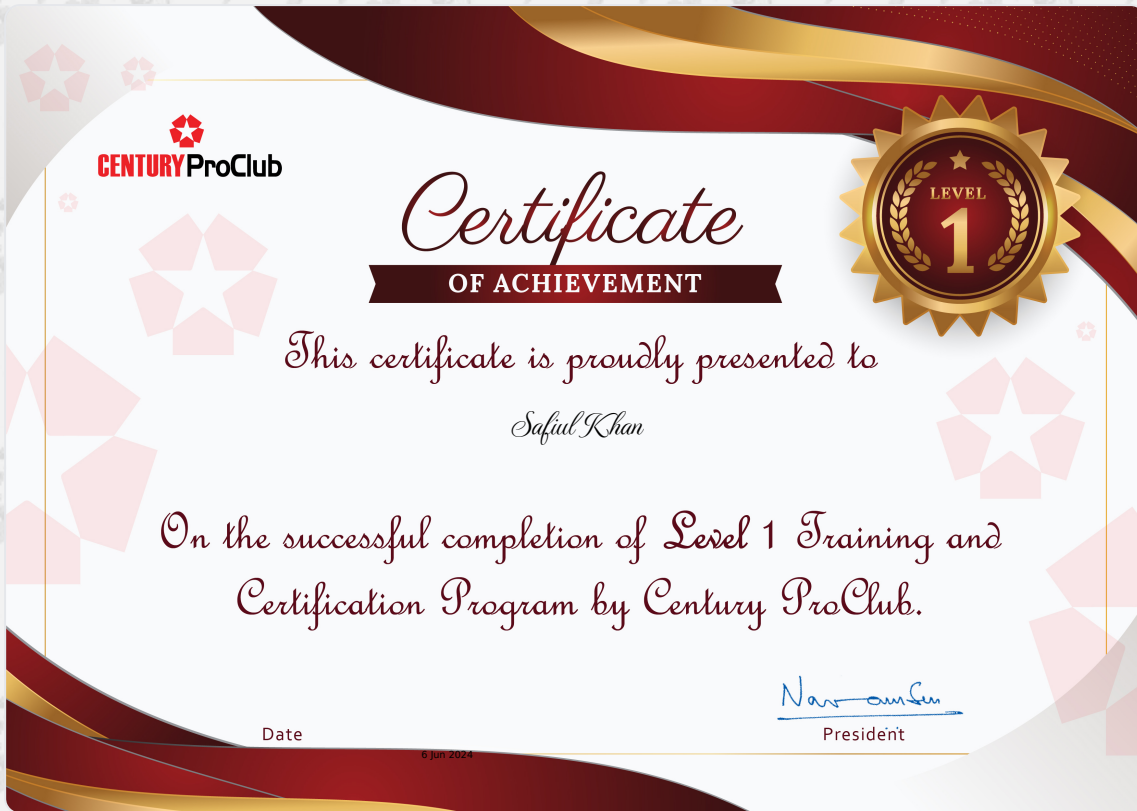 CENTURY ProClub
Certificate
OF ACHIEVEMENT
LEVEL
1
This certificate is proudly presented to
Safiul Khan
On the successful completion of Level 1 Training and
Certification Program by Century ProClub.
Date
6 Jun 2024
President